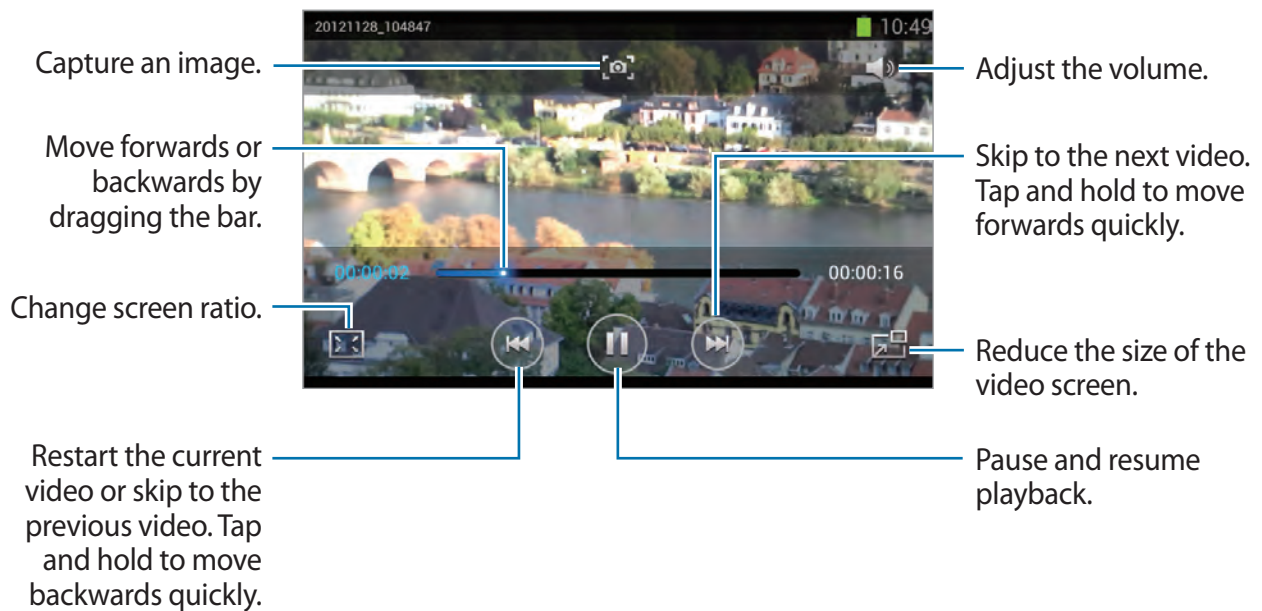 20121128_104847
10:49
Capture an image.
Adjust the volume.
Move forwards or
backwards by
dragging the bar.
Skip to the next video.
Tap and hold to move
forwards quickly.
00:00:02
00:00:16
Change screen ratio.
Reduce the size of the
video screen.
Restart the current
video or skip to the
previous video. Tap
and hold to move
backwards quickly.
Pause and resume
playback.